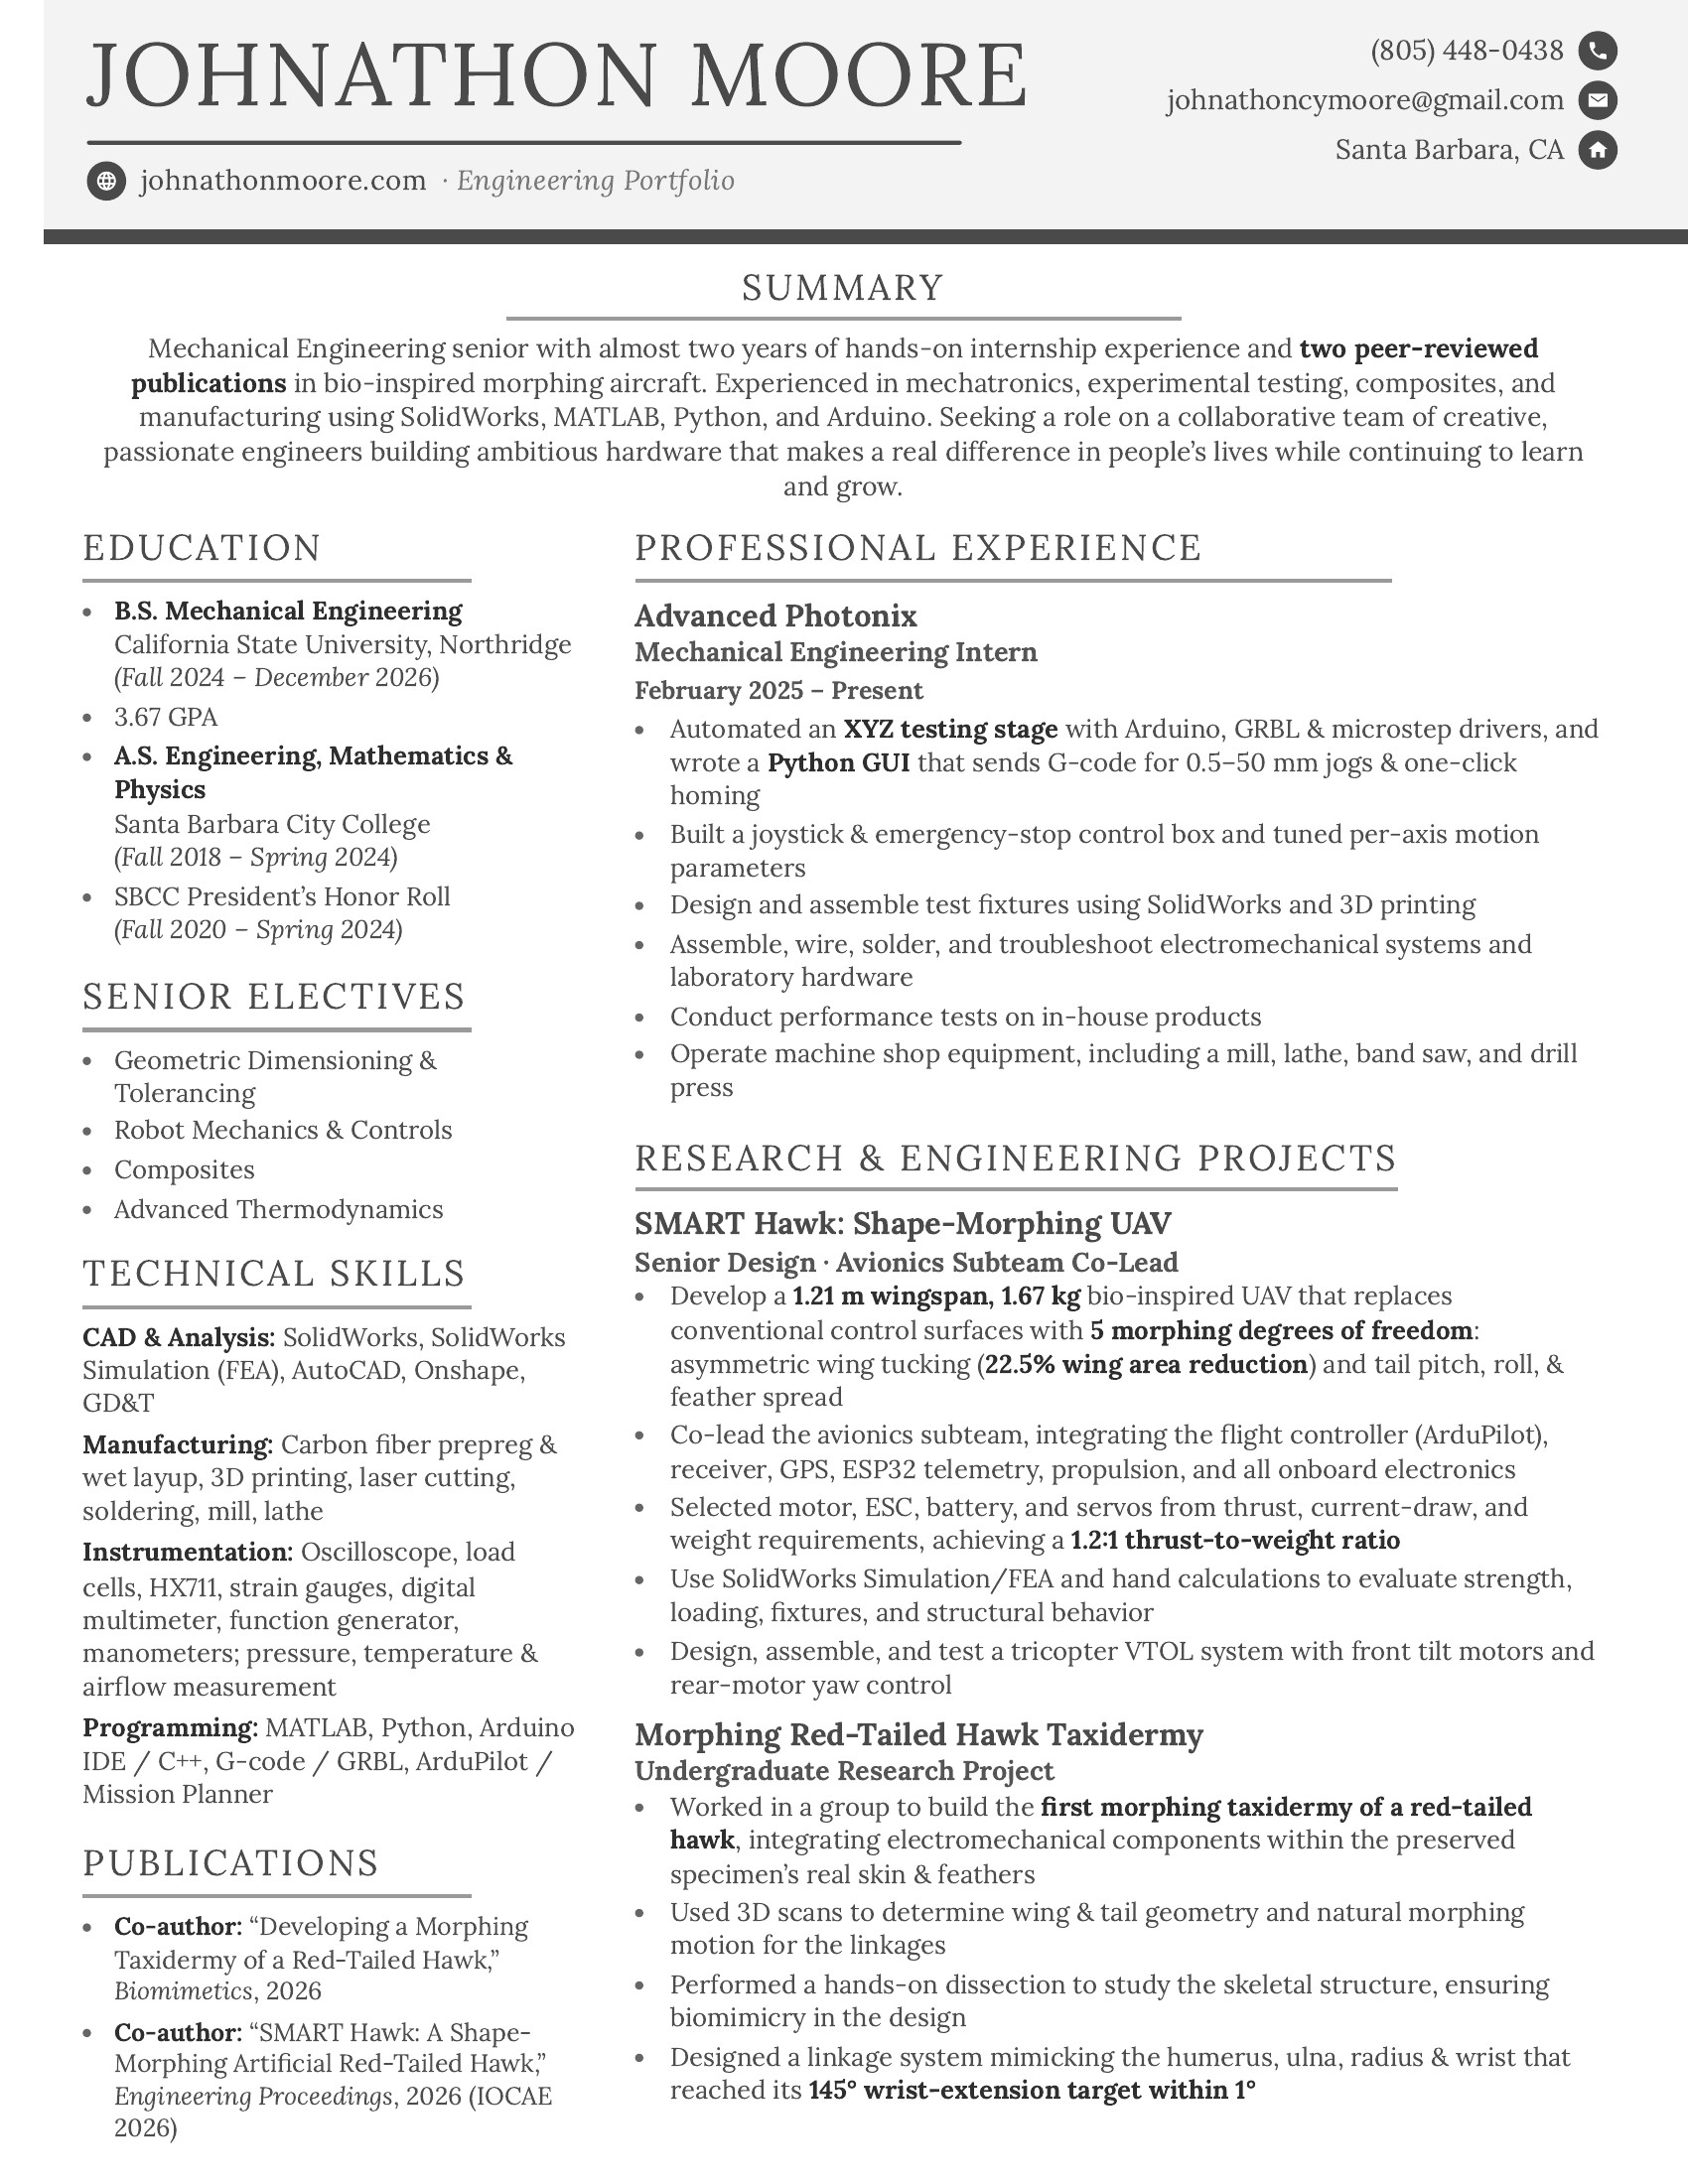 JOHNATHON MOORE
johnathonmoore.com · Engineering Portfolio
(805) 448-0438
johnathoncymoore@gmail.com
Santa Barbara, CA
SUMMARY
Mechanical Engineering senior with almost two years of hands-on internship experience and two peer-reviewed
publications in bio-inspired morphing aircraft. Experienced in mechatronics, experimental testing, composites, and
manufacturing using SolidWorks, MATLAB, Python, and Arduino. Seeking a role on a collaborative team of creative,
passionate engineers building ambitious hardware that makes a real difference in people's lives while continuing to learn
and grow.
EDUCATION
• B.S. Mechanical Engineering
California State University, Northridge
(Fall 2024 – December 2026)
• 3.67 GPA
• A.S. Engineering, Mathematics &
Physics
Santa Barbara City College
(Fall 2018 – Spring 2024)
• SBCC President's Honor Roll
(Fall 2020 – Spring 2024)
SENIOR ELECTIVES
• Geometric Dimensioning &
Tolerancing
• Robot Mechanics & Controls
• Composites
• Advanced Thermodynamics
TECHNICAL SKILLS
CAD & Analysis: SolidWorks, SolidWorks
Simulation (FEA), AutoCAD, Onshape,
GD&T
Manufacturing: Carbon fiber prepreg &
wet layup, 3D printing, laser cutting,
soldering, mill, lathe
Instrumentation: Oscilloscope, load
cells, HX711, strain gauges, digital
multimeter, function generator,
manometers; pressure, temperature &
airflow measurement
Programming: MATLAB, Python, Arduino
IDE / C++, G-code / GRBL, ArduPilot /
Mission Planner
PUBLICATIONS
• Co-author: “Developing a Morphing
Taxidermy of a Red-Tailed Hawk,”
Biomimetics, 2026
• Co-author: “SMART Hawk: A Shape-
Morphing Artificial Red-Tailed Hawk,”
Engineering Proceedings, 2026 (IOCAE
2026)
PROFESSIONAL EXPERIENCE
Advanced Photonix
Mechanical Engineering Intern
February 2025 – Present
• Automated an XYZ testing stage with Arduino, GRBL & microstep drivers, and
wrote a Python GUI that sends G-code for 0.5–50 mm jogs & one-click
homing
• Built a joystick & emergency-stop control box and tuned per-axis motion
parameters
• Design and assemble test fixtures using SolidWorks and 3D printing
• Assemble, wire, solder, and troubleshoot electromechanical systems and
laboratory hardware
• Conduct performance tests on in-house products
• Operate machine shop equipment, including a mill, lathe, band saw, and drill
press
RESEARCH & ENGINEERING PROJECTS
SMART Hawk: Shape-Morphing UAV
Senior Design · Avionics Subteam Co-Lead
• Develop a 1.21 m wingspan, 1.67 kg bio-inspired UAV that replaces
conventional control surfaces with 5 morphing degrees of freedom:
asymmetric wing tucking (22.5% wing area reduction) and tail pitch, roll, &
feather spread
• Co-lead the avionics subteam, integrating the flight controller (ArduPilot),
receiver, GPS, ESP32 telemetry, propulsion, and all onboard electronics
• Selected motor, ESC, battery, and servos from thrust, current-draw, and
weight requirements, achieving a 1.2:1 thrust-to-weight ratio
• Use SolidWorks Simulation/FEA and hand calculations to evaluate strength,
loading, fixtures, and structural behavior
• Design, assemble, and test a tricopter VTOL system with front tilt motors and
rear-motor yaw control
Morphing Red-Tailed Hawk Taxidermy
Undergraduate Research Project
• Worked in a group to build the first morphing taxidermy of a red-tailed
hawk, integrating electromechanical components within the preserved
specimen's real skin & feathers
• Used 3D scans to determine wing & tail geometry and natural morphing
motion for the linkages
• Performed a hands-on dissection to study the skeletal structure, ensuring
biomimicry in the design
• Designed a linkage system mimicking the humerus, ulna, radius & wrist that
reached its 145° wrist-extension target within 1°